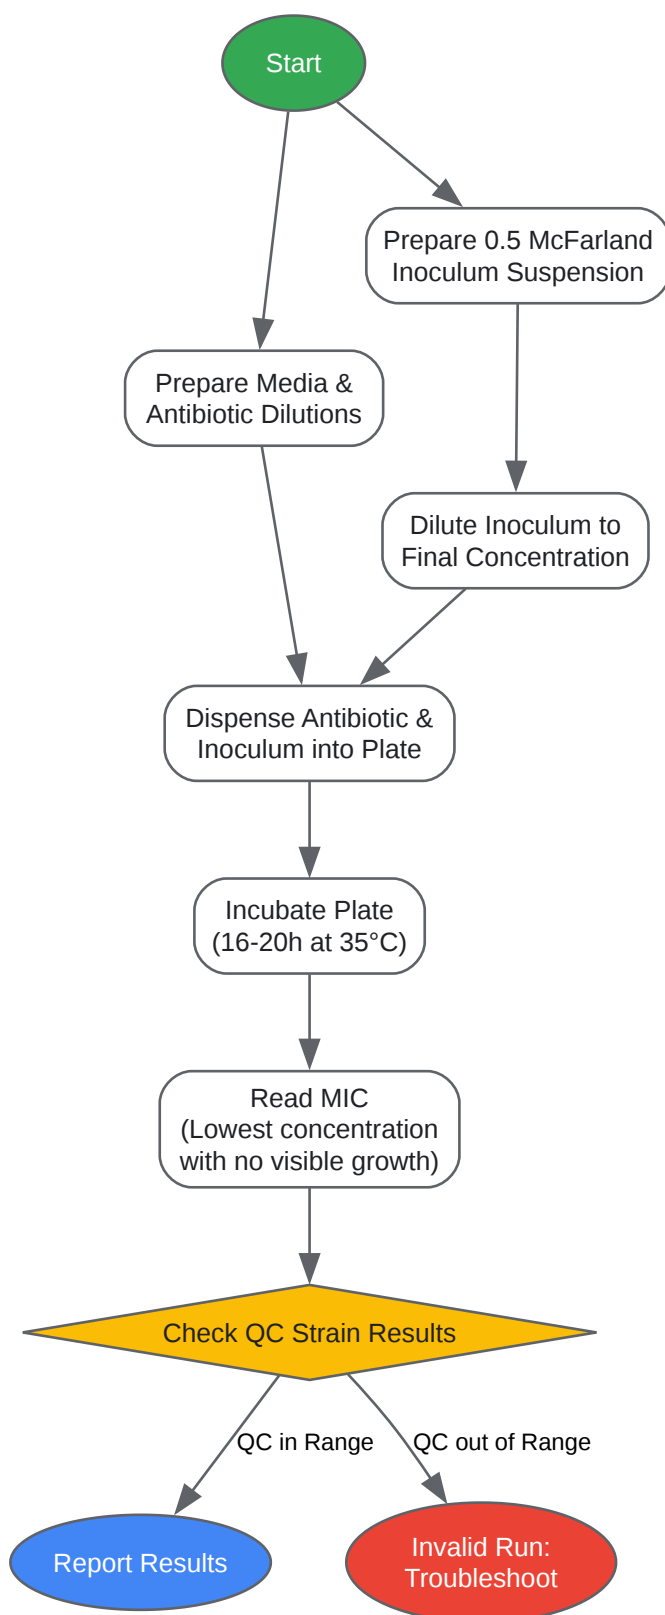 Start
Prepare 0.5 McFarland
Inoculum Suspension
Prepare Media &
Antibiotic Dilutions
Dilute Inoculum to
Final Concentration
Dispense Antibiotic &
Inoculum into Plate
Incubate Plate
(16-20h at 35°C)
Read MIC
(Lowest concentration
with no visible growth)
Check QC Strain Results
QC in Range
QC out of Range
Report Results
Invalid Run:
Troubleshoot